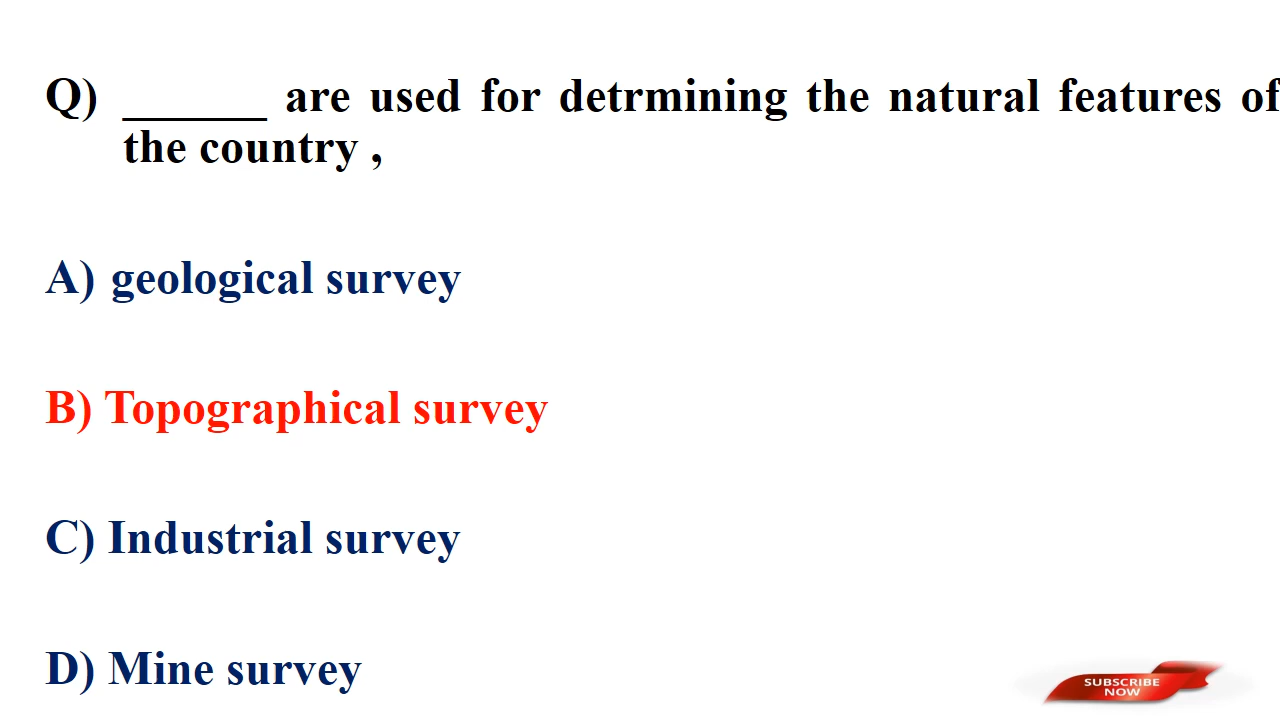 Q) ______ are used for detrmining the natural features of
the country ,
A) geological survey
B) Topographical survey
C) Industrial survey
D) Mine survey
SUBSCRIBE
NOW